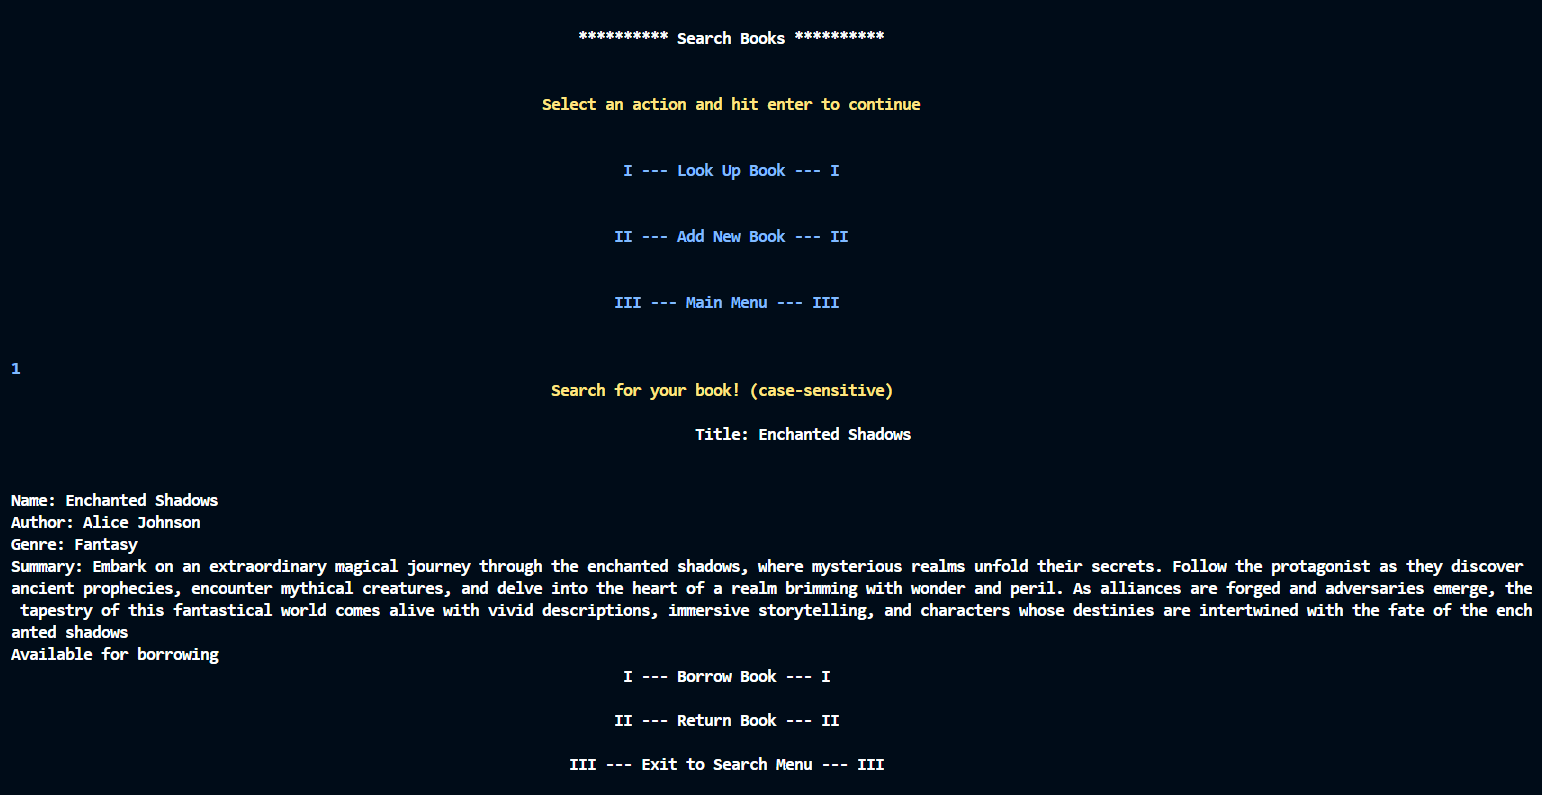 ********** Search Books **********
Select an action and hit enter to continue
I --- Look Up Book --- I
II --- Add New Book --- II
III --- Main Menu --- III
1
Search for your book! (case-sensitive)
Title: Enchanted Shadows
Name: Enchanted Shadows
Author: Alice Johnson
Genre: Fantasy
Summary: Embark on an extraordinary magical journey through the enchanted shadows, where mysterious realms unfold their secrets. Follow the protagonist as they discover
ancient prophecies, encounter mythical creatures, and delve into the heart of a realm brimming with wonder and peril. As alliances are forged and adversaries emerge, the
tapestry of this fantastical world comes alive with vivid descriptions, immersive storytelling, and characters whose destinies are intertwined with the fate of the ench
anted shadows
Available for borrowing
I --- Borrow Book --- I
II --- Return Book --- II
III --- Exit to Search Menu --- III